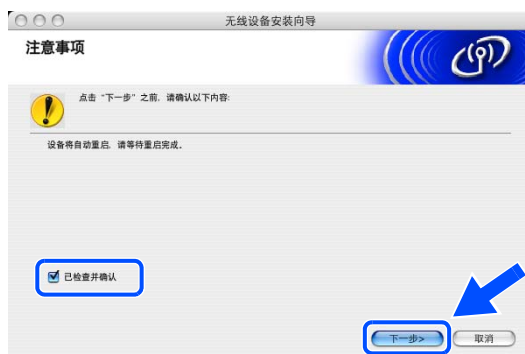 无线设备安装向导
注意事项
点击“下一步”之前，请确认以下内容:
设备将自动重启，请等待重启完成。
已检查并确认
下一步>
取消